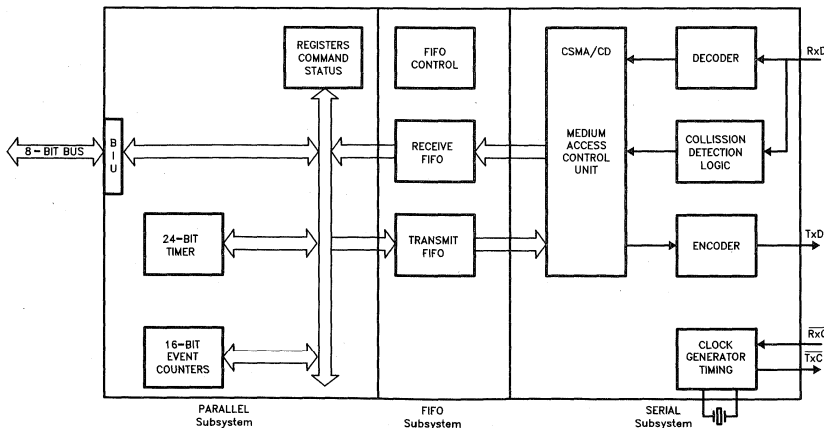 REGISTERS
COMMAND
STATUS
FIFO
CONTROL
CSMA/CD
DECODER
RxD
8-BIT BUS
BIU
RECEIVE
FIFO
MEDIUM
ACCESS
CONTROL
UNIT
COLLISSION
DETECTION
LOGIC
24-BIT
TIMER
TRANSMIT
FIFO
ENCODER
TxD
16-BIT
EVENT
COUNTERS
CLOCK
GENERATOR
TIMING
RxC
TxC
PARALLEL
Subsystem
FIFO
Subsystem
SERIAL
Subsystem